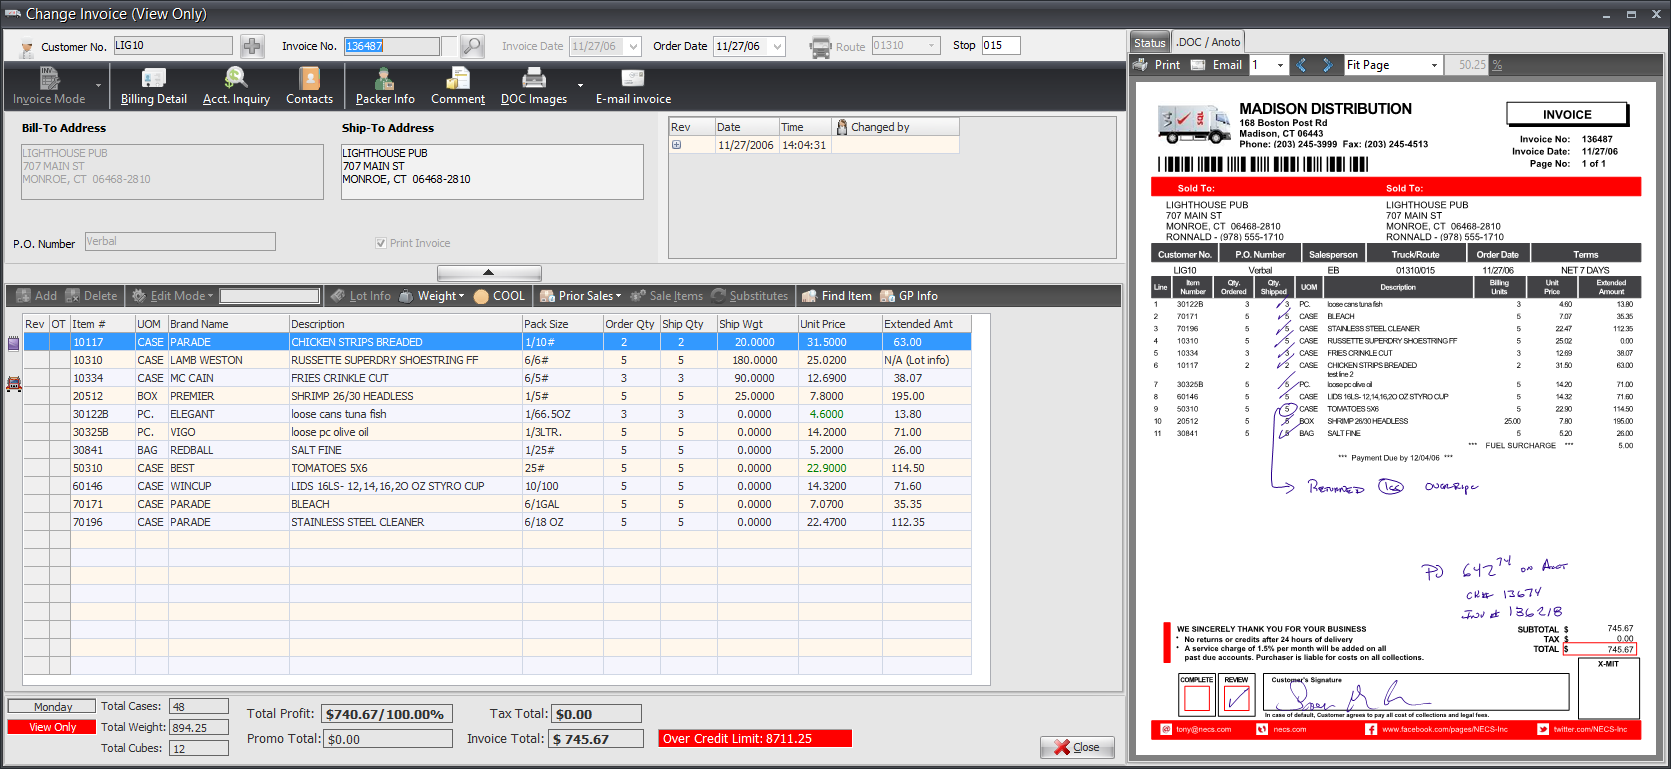 Change Invoice (View Only)
Customer No. LIG10 Invoice No. 136487 Invoice Date 11/27/06 Order Date 11/27/06 Route 01310 Stop 015
Invoice Mode Billing Detail Acct. Inquiry Contacts Packer Info Comment DOC Images E-mail invoice
Bill-To Address Ship-To Address
LIGHTHOUSE PUB LIGHTHOUSE PUB
707 MAIN ST 707 MAIN ST
MONROE, CT 06468-2810 MONROE, CT 06468-2810
P.O. Number Verbal Print Invoice
Rev Date Time Changed by
11/27/2006 14:04:31
Add Delete Edit Mode Lot Info Weight COOL Prior Sales Sale Items Substitutes Find Item GP Info
Rev OT Item # UOM Brand Name Description Pack Size Order Qty Ship Qty Ship Wgt Unit Price Extended Amt
10117 CASE PARADE CHICKEN STRIPS BREADED 1/10# 2 2 20.0000 31.5000 63.00
10310 CASE LAMB WESTON RUSSETTE SUPERDRY SHOESTRING FF 6/6# 5 5 180.0000 25.0200 N/A (Lot info)
10334 CASE MC CAIN FRIES CRINKLE CUT 6/5# 3 3 90.0000 12.6900 38.07
20512 BOX PREMIER SHRIMP 26/30 HEADLESS 1/5# 5 5 25.0000 7.8000 195.00
30122B PC. ELEGANT loose cans tuna fish 1/66.5OZ 3 3 0.0000 4.6000 13.80
30325B PC. VIGO loose pc olive oil 1/3LTR. 5 5 0.0000 14.2000 71.00
30841 BAG REDBALL SALT FINE 1/25# 5 5 0.0000 5.2000 26.00
50310 CASE BEST TOMATOES 5X6 25# 5 5 0.0000 22.9000 114.50
60146 CASE WINCUP LIDS 16LS- 12,14,16,2O OZ STYRO CUP 10/100 5 5 0.0000 14.3200 71.60
70171 CASE PARADE BLEACH 6/1GAL 5 5 0.0000 7.0700 35.35
70196 CASE PARADE STAINLESS STEEL CLEANER 6/18 OZ 5 5 0.0000 22.4700 112.35
Monday Total Cases: 48
View Only Total Weight: 894.25
Total Cubes: 12
Total Profit: $740.67/100.00% Tax Total: $0.00
Promo Total: $0.00 Invoice Total: $ 745.67 Over Credit Limit: 8711.25
Close
Status .DOC / Anoto
Print Email 1 Fit Page 50.25 %
SQL
MADISON DISTRIBUTION
168 Boston Post Rd
Madison, CT 06443
Phone: (203) 245-3999 Fax: (203) 245-4513
INVOICE
Invoice No: 136487
Invoice Date: 11/27/06
Page No: 1 of 1
Sold To: Sold To:
LIGHTHOUSE PUB LIGHTHOUSE PUB
707 MAIN ST 707 MAIN ST
MONROE, CT 06468-2810 MONROE, CT 06468-2810
RONNALD - (978) 555-1710 RONNALD - (978) 555-1710
Customer No. P.O. Number Salesperson Truck/Route Order Date Terms
LIG10 Verbal EB 01310/015 11/27/06 NET 7 DAYS
Line Item Number Qty. Ordered Qty. Shipped UOM Description Billing Units Unit Price Extended Amount
1 30122B 3 3 PC. loose cans tuna fish 3 4.60 13.80
2 70171 5 5 CASE BLEACH 5 7.07 35.35
3 70196 5 5 CASE STAINLESS STEEL CLEANER 5 22.47 112.35
4 10310 5 5 CASE RUSSETTE SUPERDRY SHOESTRING FF 5 25.02 0.00
5 10334 3 3 CASE FRIES CRINKLE CUT 3 12.69 38.07
6 10117 2 2 CASE CHICKEN STRIPS BREADED 2 31.50 63.00
test line 2
7 30325B 5 5 PC. loose pc olive oil 5 14.20 71.00
8 60146 5 5 CASE LIDS 16LS- 12,14,16,2O OZ STYRO CUP 5 14.32 71.60
9 50310 5 5 CASE TOMATOES 5X6 5 22.90 114.50
10 20512 5 5 BOX SHRIMP 26/30 HEADLESS 25.00 7.80 195.00
11 30841 5 5 BAG SALT FINE 5 5.20 26.00
*** FUEL SURCHARGE *** 5.00
*** Payment Due by 12/04/06 ***
RETURNED 1cs OVERRIPE
PD 642 74 ON ACCT
CK# 13674
INV # 136218
WE SINCERELY THANK YOU FOR YOUR BUSINESS
* No returns or credits after 24 hours of delivery
* A service charge of 1.5% per month will be added on all
past due accounts. Purchaser is liable for costs on all collections.
SUBTOTAL $ 745.67
TAX $ 0.00
TOTAL $ 745.67
X-MIT
COMPLETE REVIEW Customer's Signature
In case of default, Customer agrees to pay all cost of collections and legal fees.
tony@necs.com necs.com www.facebook.com/pages/NECS-Inc twitter.com/NECS-Inc